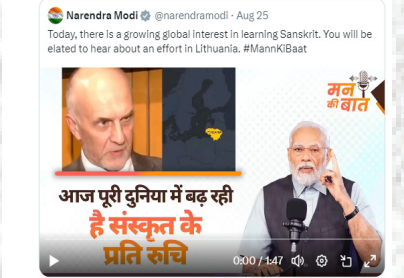 Narendra Modi @narendramodi · Aug 25
Today, there is a growing global interest in learning Sanskrit. You will be
elated to hear about an effort in Lithuania. #MannKiBaat
मन
की
बात
आज पूरी दुनिया में बढ़ रही
है संस्कृत के
प्रति रुचि
0:00 / 1:47